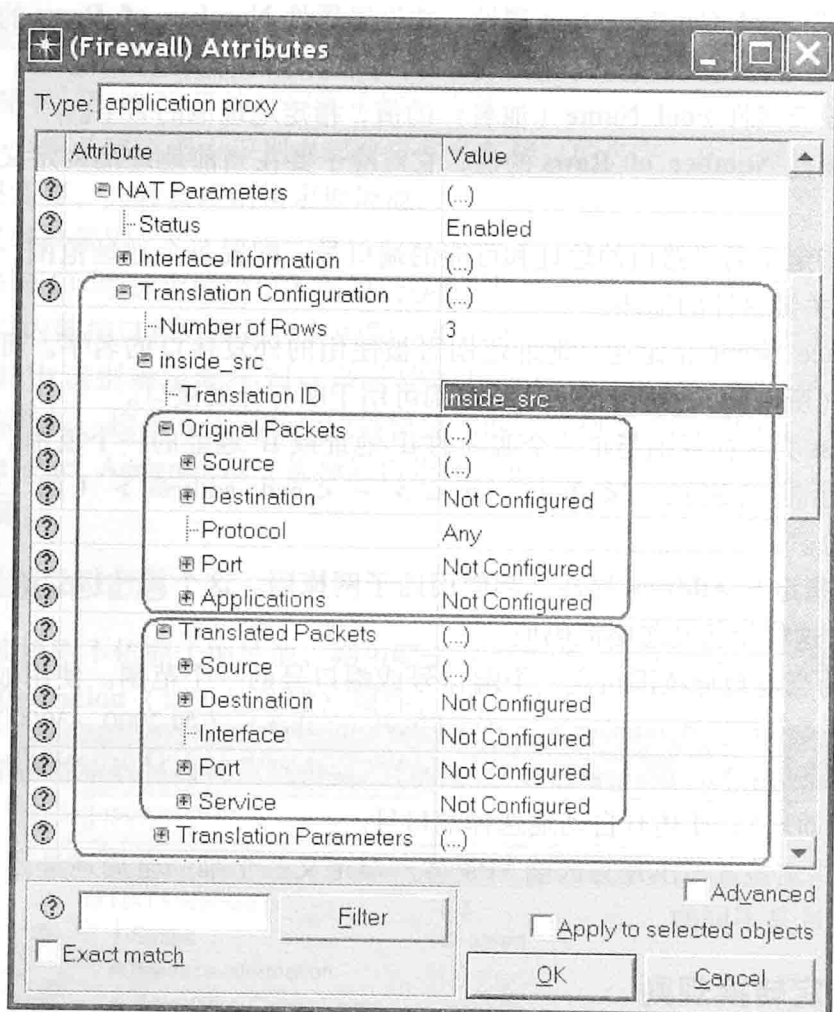 (Firewall) Attributes
Type: application proxy
Attribute Value
NAT Parameters (...)
Status Enabled
Interface Information (...)
Translation Configuration (...)
Number of Rows 3
inside_src
Translation ID inside_src
Original Packets (...)
Source (...)
Destination Not Configured
Protocol Any
Port Not Configured
Applications Not Configured
Translated Packets (...)
Source (...)
Destination Not Configured
Interface Not Configured
Port Not Configured
Service Not Configured
Translation Parameters (...)
Advanced
Filter
Apply to selected objects
Exact match
OK Cancel